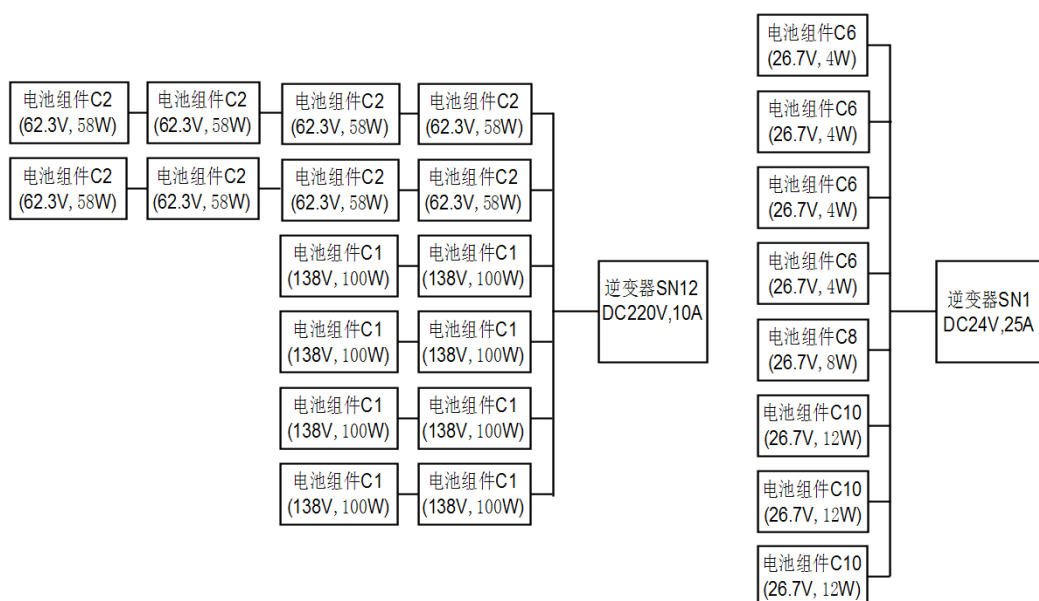 电池组件C2
(62.3V, 58W)
电池组件C2
(62.3V, 58W)
电池组件C2
(62.3V, 58W)
电池组件C2
(62.3V, 58W)
电池组件C2
(62.3V, 58W)
电池组件C2
(62.3V, 58W)
电池组件C2
(62.3V, 58W)
电池组件C2
(62.3V, 58W)
电池组件C1
(138V, 100W)
电池组件C1
(138V, 100W)
电池组件C1
(138V, 100W)
电池组件C1
(138V, 100W)
电池组件C1
(138V, 100W)
电池组件C1
(138V, 100W)
电池组件C1
(138V, 100W)
电池组件C1
(138V, 100W)
逆变器SN12
DC220V,10A
电池组件C6
(26.7V, 4W)
电池组件C6
(26.7V, 4W)
电池组件C6
(26.7V, 4W)
电池组件C6
(26.7V, 4W)
电池组件C8
(26.7V, 8W)
电池组件C10
(26.7V, 12W)
电池组件C10
(26.7V, 12W)
电池组件C10
(26.7V, 12W)
逆变器SN1
DC24V,25A